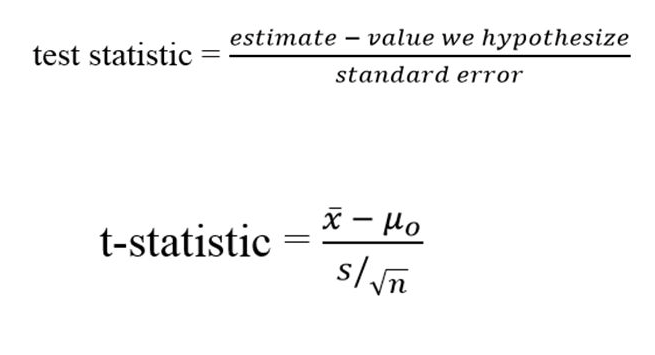 test statistic = (estimate − value we hypothesize) / (standard error)
t-statistic = (x̄ − μₒ) / (s/√n)